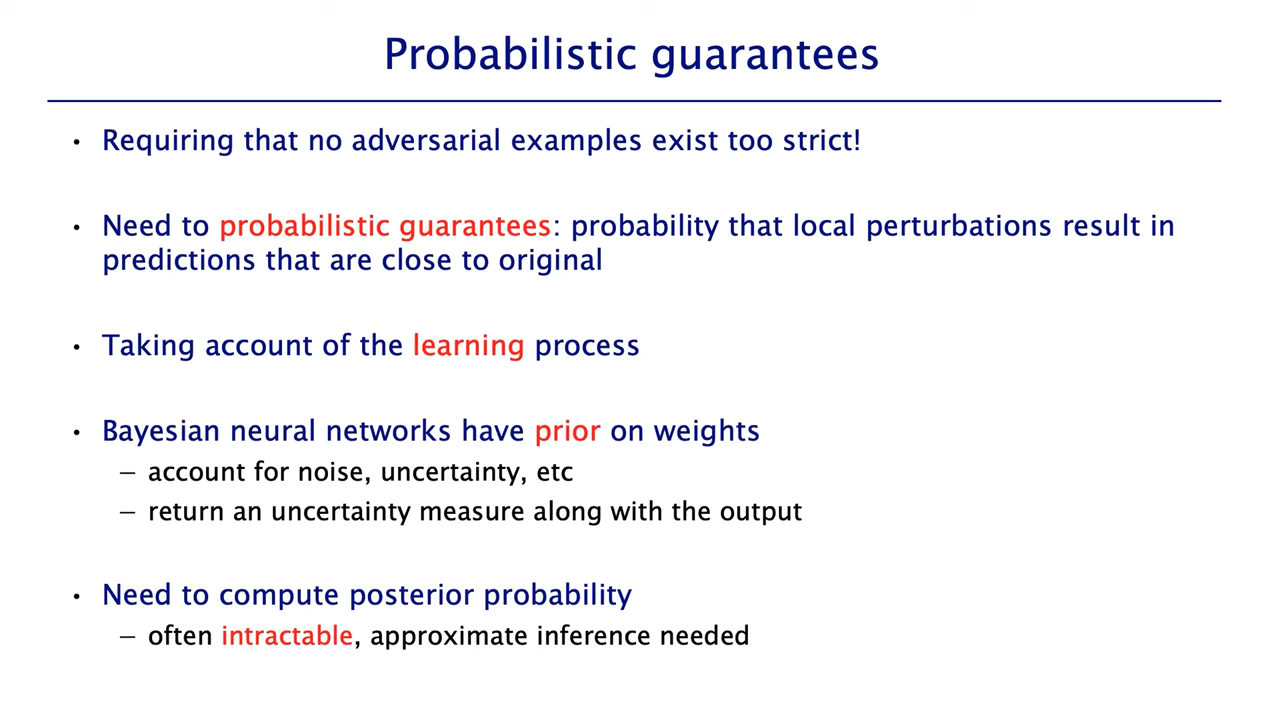 Probabilistic guarantees
• Requiring that no adversarial examples exist too strict!
• Need to probabilistic guarantees: probability that local perturbations result in
predictions that are close to original
• Taking account of the learning process
• Bayesian neural networks have prior on weights
– account for noise, uncertainty, etc
– return an uncertainty measure along with the output
• Need to compute posterior probability
– often intractable, approximate inference needed